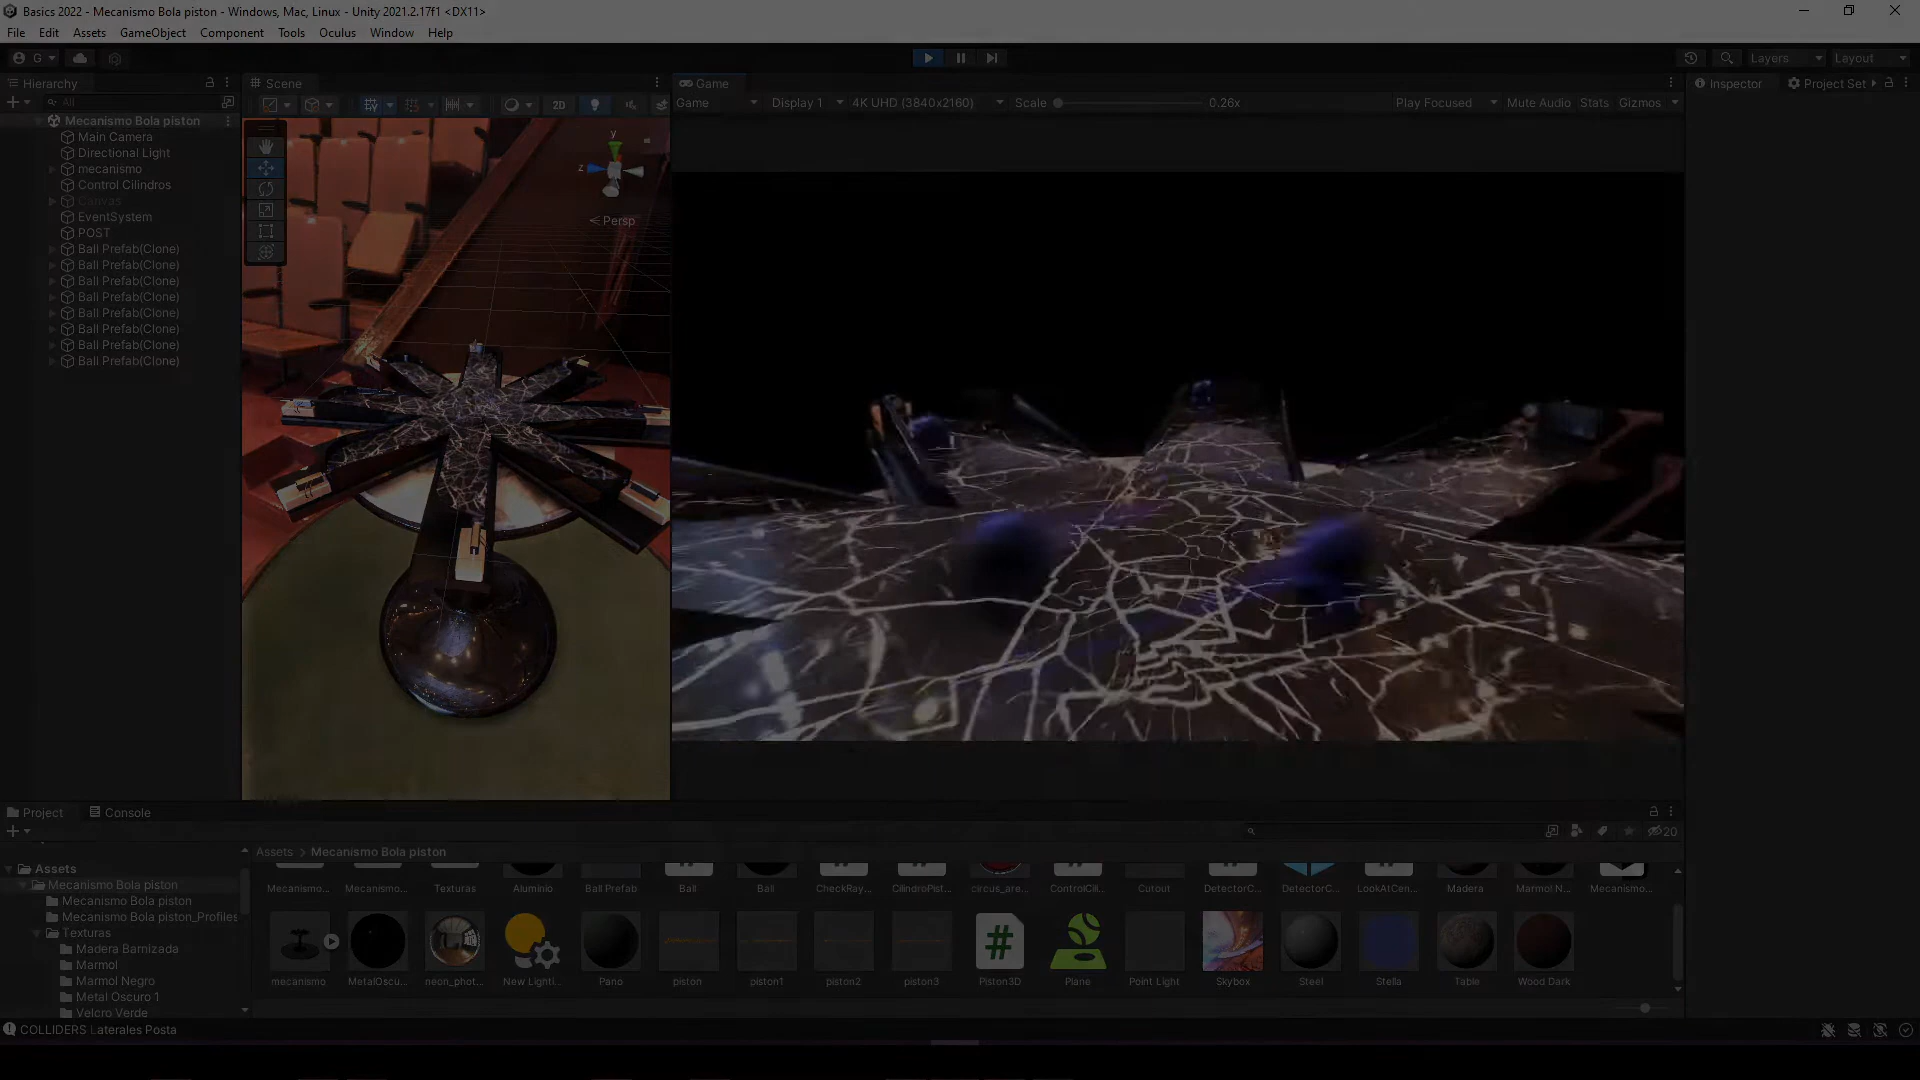 Basics 2022 - Mecanismo Bola piston - Windows, Mac, Linux - Unity 2021.2.17f1 <DX11>
File Edit Assets GameObject Component Tools Oculus Window Help
G Layers Layout
Hierarchy
All
Mecanismo Bola piston
Main Camera
Directional Light
mecanismo
Control Cilindros
Canvas
EventSystem
POST
Ball Prefab(Clone)
Ball Prefab(Clone)
Ball Prefab(Clone)
Ball Prefab(Clone)
Ball Prefab(Clone)
Ball Prefab(Clone)
Ball Prefab(Clone)
Ball Prefab(Clone)
Scene
2D
y
z
Persp
Game
Game Display 1 4K UHD (3840x2160) Scale 0.26x Play Focused Mute Audio Stats Gizmos
Inspector Project Set
Project Console
20
Assets
Mecanismo Bola piston
Mecanismo Bola piston
Mecanismo Bola piston_Profiles
Texturas
Madera Barnizada
Marmol
Marmol Negro
Metal Oscuro 1
Velcro Verde
Assets > Mecanismo Bola piston
Mecanismo... Mecanismo... Texturas Aluminio Ball Prefab Ball Ball CheckRay... CilindroPist... circus_are... ControlCili... Cutout DetectorC... DetectorC... LookAtCen... Madera Marmol N... Mecanismo...
mecanismo MetalOscu... neon_phot... New Lighti... Pano piston piston1 piston2 piston3 Piston3D Plane Point Light Skybox Steel Stella Table Wood Dark
COLLIDERS Laterales Posta